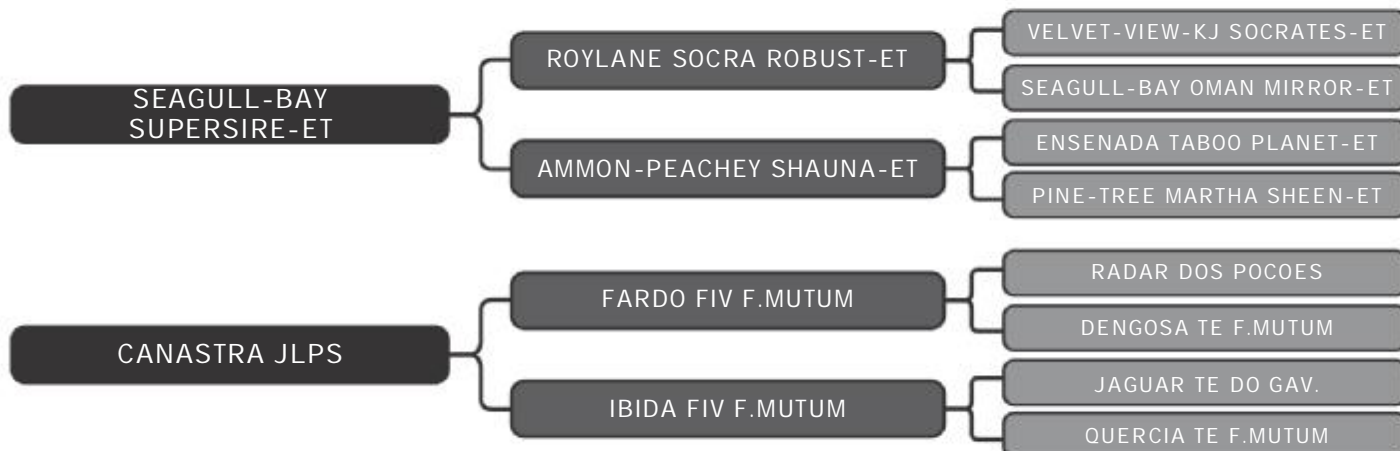 SEAGULL-BAY
SUPERSIRE-ET
ROYLANE SOCRA ROBUST-ET
VELVET-VIEW-KJ SOCRATES-ET
SEAGULL-BAY OMAN MIRROR-ET
AMMON-PEACHEY SHAUNA-ET
ENSENADA TABOO PLANET-ET
PINE-TREE MARTHA SHEEN-ET
CANASTRA JLPS
FARDO FIV F.MUTUM
RADAR DOS POCOES
DENGOSA TE F.MUTUM
IBIDA FIV F.MUTUM
JAGUAR TE DO GAV.
QUERCIA TE F.MUTUM